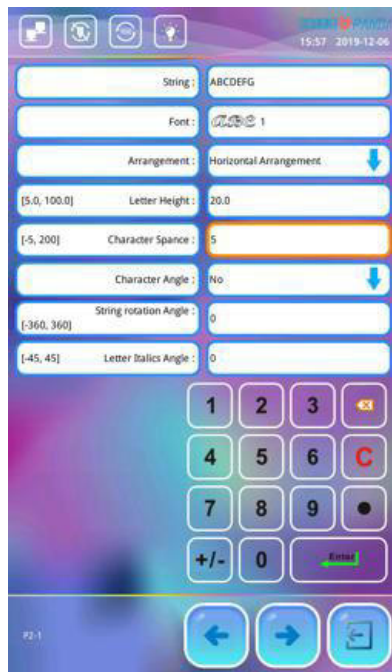 15:57 2019-12-06
String : ABCDEFG
Font : ABC 1
Arrangement : Horizontal Arrangement
[5.0, 100.0] Letter Height : 20.0
[-5, 200] Character Spance : 5
Character Angle : No
String rotation Angle : 0
[-360, 360]
[-45, 45] Letter Italics Angle : 0
1 2 3
4 5 6 C
7 8 9 •
+/- 0 Enter
P2-1